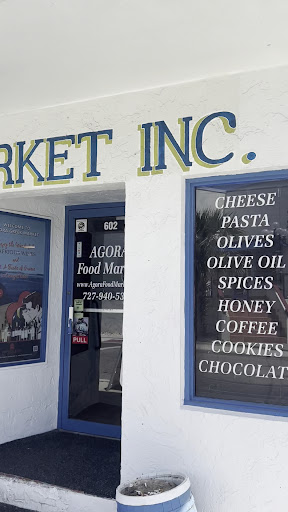 RKET INC.
602
AGORA
Food Mar
www.AgoraFoodMar
727-940-53
PULL
CHEESE
PASTA
OLIVES
OLIVE OIL
SPICES
HONEY
COFFEE
COOKIES
CHOCOLAT